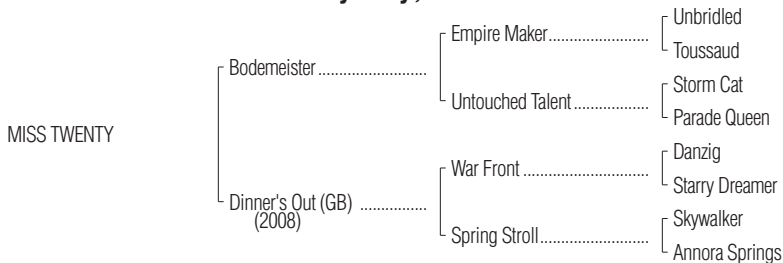 Unbridled
Empire Maker........................
Toussaud
Bodemeister..........................
Storm Cat
Untouched Talent..................
Parade Queen
MISS TWENTY
Danzig
War Front ..............................
Starry Dreamer
Dinner's Out (GB) ................
(2008)
Skywalker
Spring Stroll..........................
Annora Springs